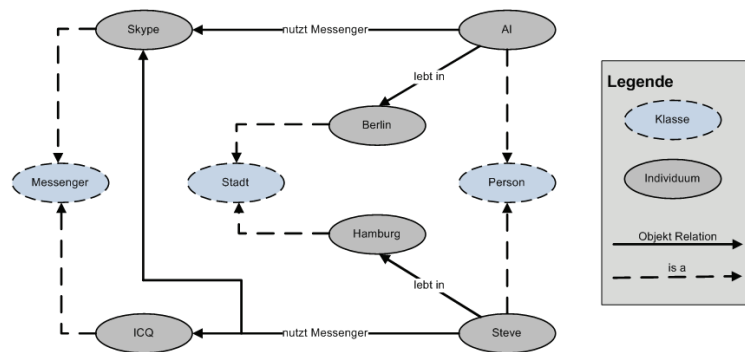 Skype
nutzt Messenger
Al
lebt in
Berlin
Messenger
Stadt
Person
Hamburg
lebt in
ICQ
nutzt Messenger
Steve
Legende
Klasse
Individuum
Objekt Relation
is a